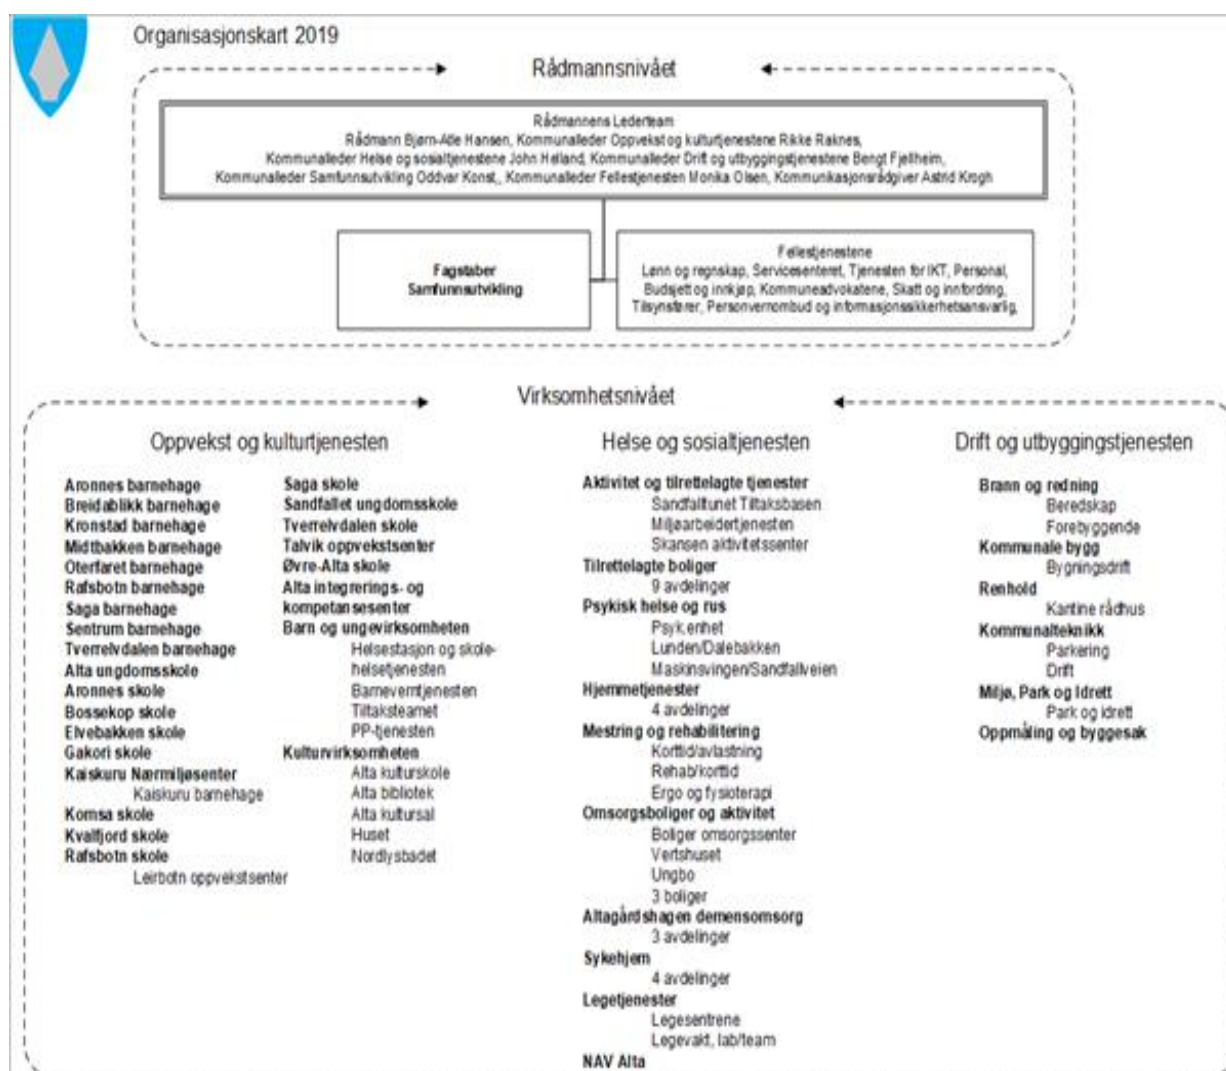 Organisasjonskart 2019
Rådmannsnivået
Rådmannens Lederteam
Rådmann Bjørn-Atle Hansen, Kommunalleder Oppvekst og kulturtjenestene Rikke Raknes,
Kommunalleder Helse og sosialtjenestene John Helland, Kommunalleder Drift og utbyggingstjenestene Bengt Fjellheim,
Kommunalleder Samfunnsutvikling Oddvar Konst,, Kommunalleder Fellestjenesten Monika Olsen, Kommunikasjonsrådgiver Astrid Krogh
Fagstaber
Samfunnsutvikling
Fellestjenestene
Lønn og regnskap, Servicesenteret, Tjenesten for IKT, Personal,
Budsjett og innkjøp, Kommuneadvokatene, Skatt og innfordring,
Tilsynsfører, Personvernombud og informasjonssikkerhetsansvarlig,
Virksomhetsnivået
Oppvekst og kulturtjenesten
Aronnes barnehage
Breidablikk barnehage
Kronstad barnehage
Midtbakken barnehage
Oterfaret barnehage
Rafsbotn barnehage
Saga barnehage
Sentrum barnehage
Tverrelvdalen barnehage
Alta ungdomsskole
Aronnes skole
Bossekop skole
Elvebakken skole
Gakori skole
Kaiskuru Nærmiljøsenter
Kaiskuru barnehage
Komsa skole
Kvalfjord skole
Rafsbotn skole
Leirbotn oppvekstsenter
Saga skole
Sandfallet ungdomsskole
Tverrelvdalen skole
Talvik oppvekstsenter
Øvre-Alta skole
Alta integrerings- og
kompetansesenter
Barn og ungevirksomheten
Helsestasjon og skole-
helsetjenesten
Barneverntjenesten
Tiltaksteamet
PP-tjenesten
Kulturvirksomheten
Alta kulturskole
Alta bibliotek
Alta kultursal
Huset
Nordlysbadet
Helse og sosialtjenesten
Aktivitet og tilrettelagte tjenester
Sandfalltunet Tiltaksbasen
Miljøarbeidertjenesten
Skansen aktivitetssenter
Tilrettelagte boliger
9 avdelinger
Psykisk helse og rus
Psyk.enhet
Lunden/Dalebakken
Maskinsvingen/Sandfallveien
Hjemmetjenester
4 avdelinger
Mestring og rehabilitering
Korttid/avlastning
Rehab/korttid
Ergo og fysioterapi
Omsorgsboliger og aktivitet
Boliger omsorgssenter
Vertshuset
Ungbo
3 boliger
Altagårdshagen demensomsorg
3 avdelinger
Sykehjem
4 avdelinger
Legetjenester
Legesentrene
Legevakt, lab/team
NAV Alta
Drift og utbyggingstjenesten
Brann og redning
Beredskap
Forebyggende
Kommunale bygg
Bygningsdrift
Renhold
Kantine rådhus
Kommunalteknikk
Parkering
Drift
Miljø, Park og Idrett
Park og idrett
Oppmåling og byggesak